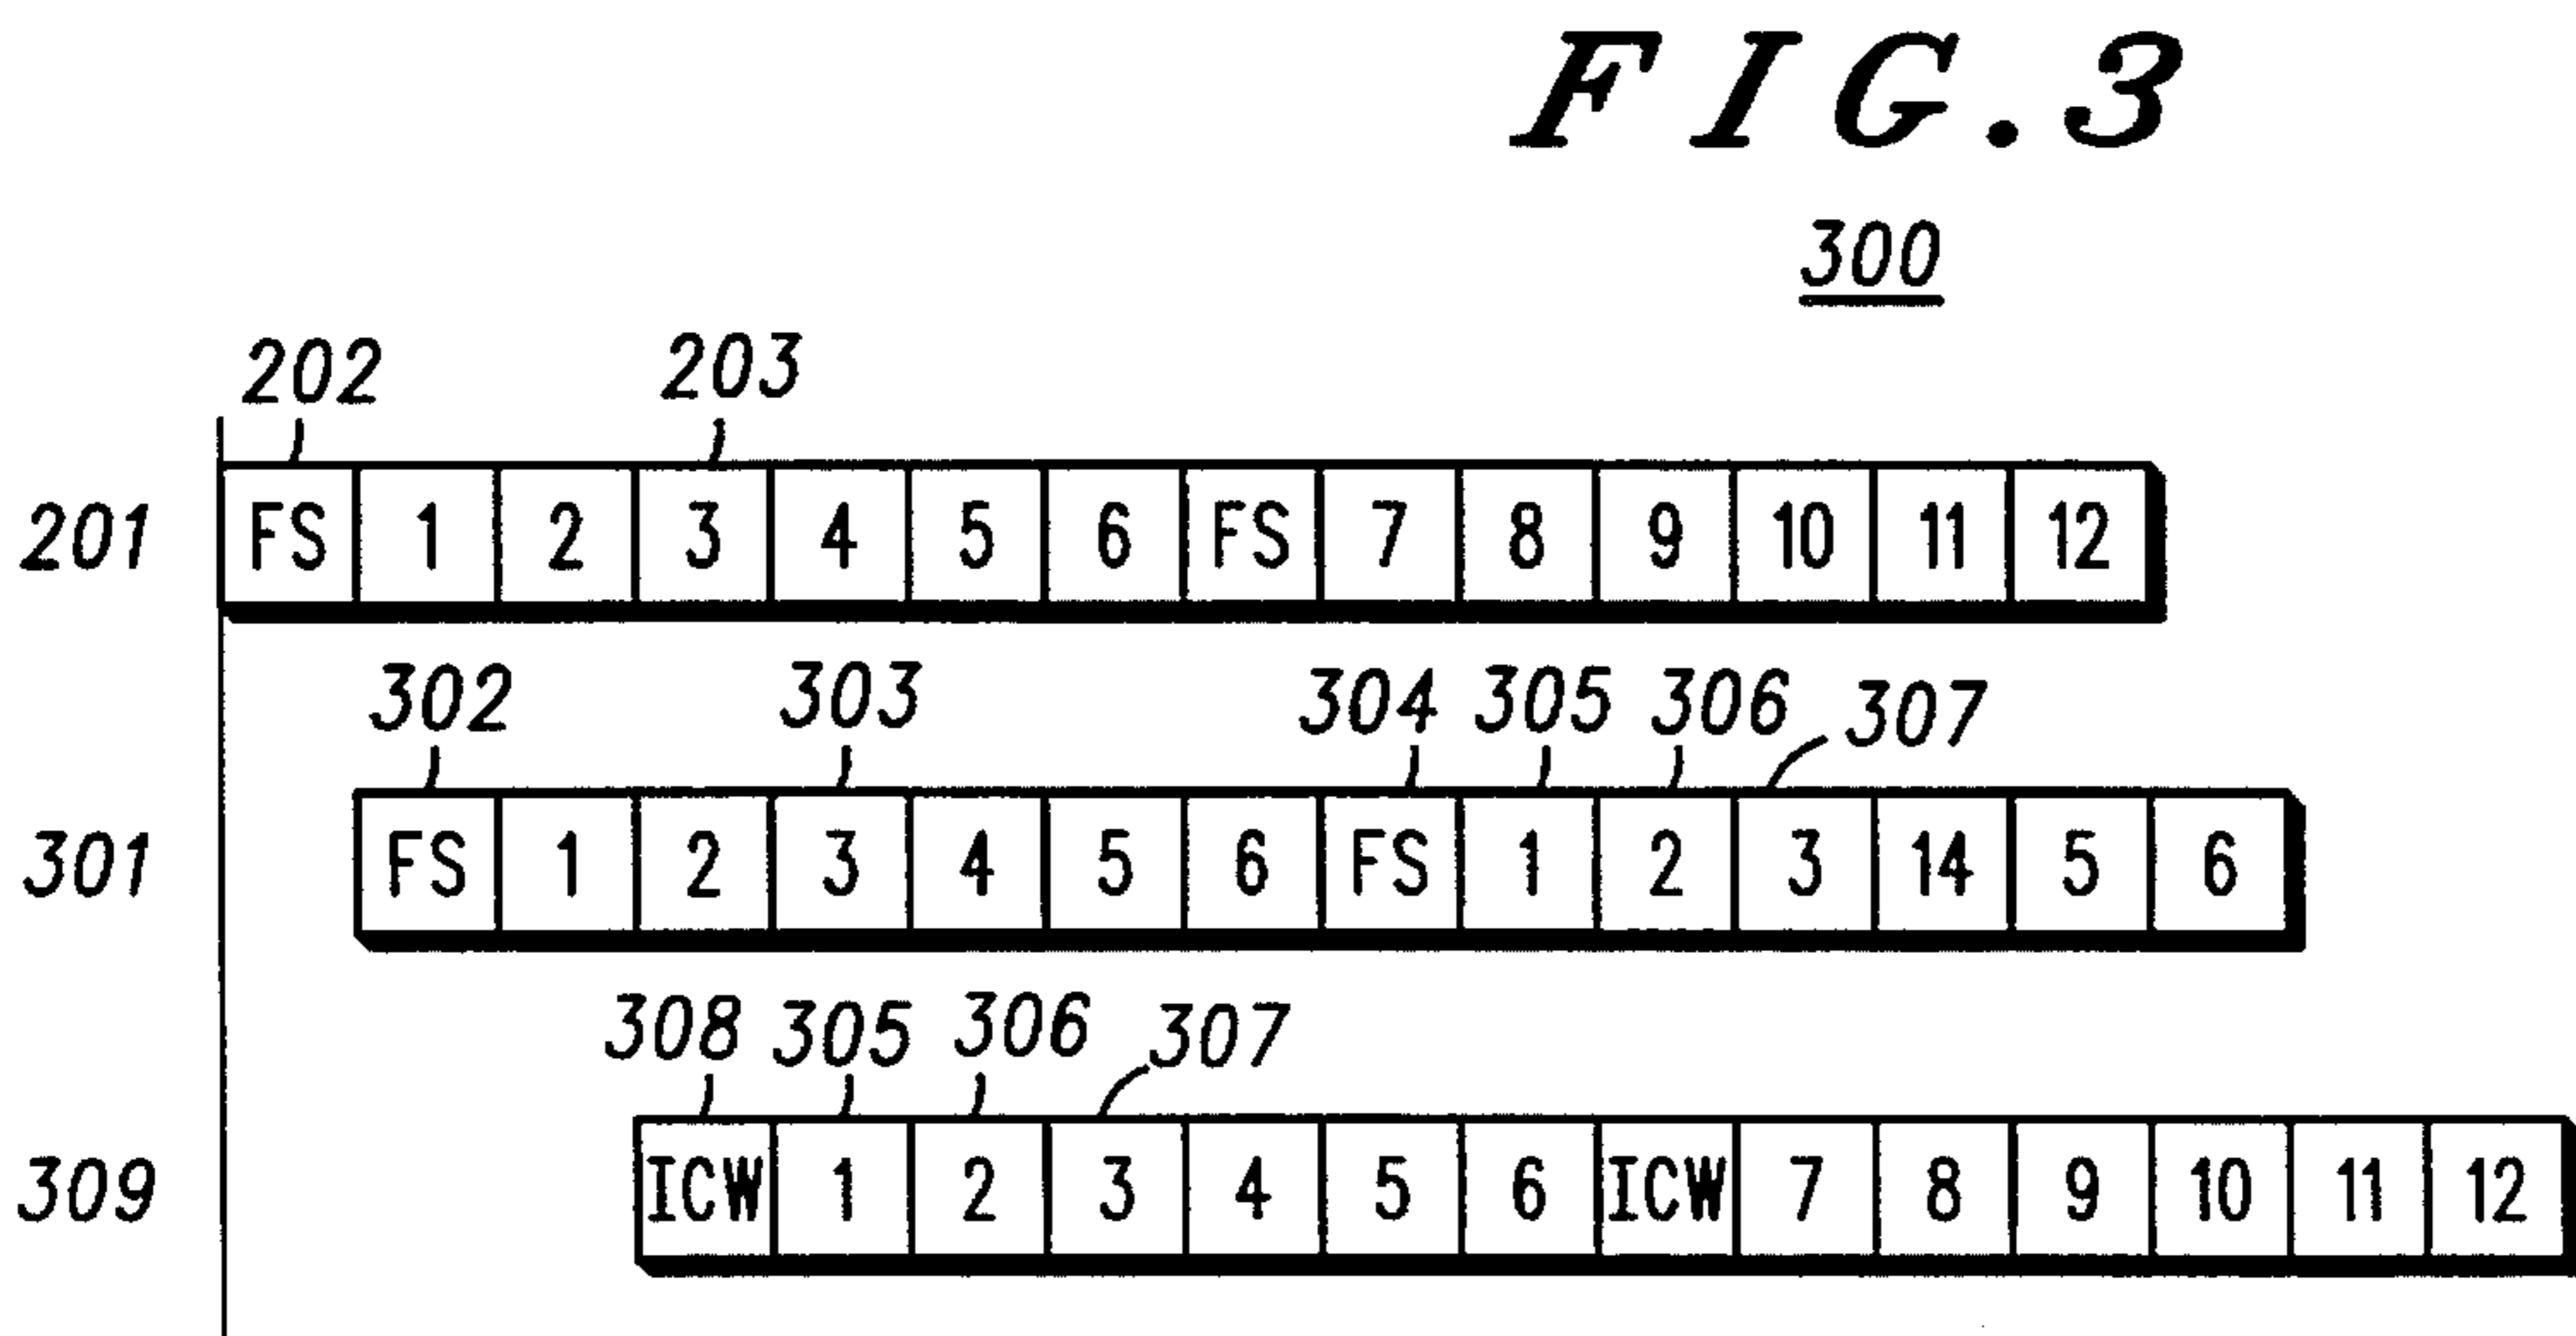 FIG.3
300
202 203
201 FS 1 2 3 4 5 6 FS 7 8 9 10 11 12
302 303 304 305 306 307
301 FS 1 2 3 4 5 6 FS 1 2 3 14 5 6
308 305 306 307
309 ICW 1 2 3 4 5 6 ICW 7 8 9 10 11 12